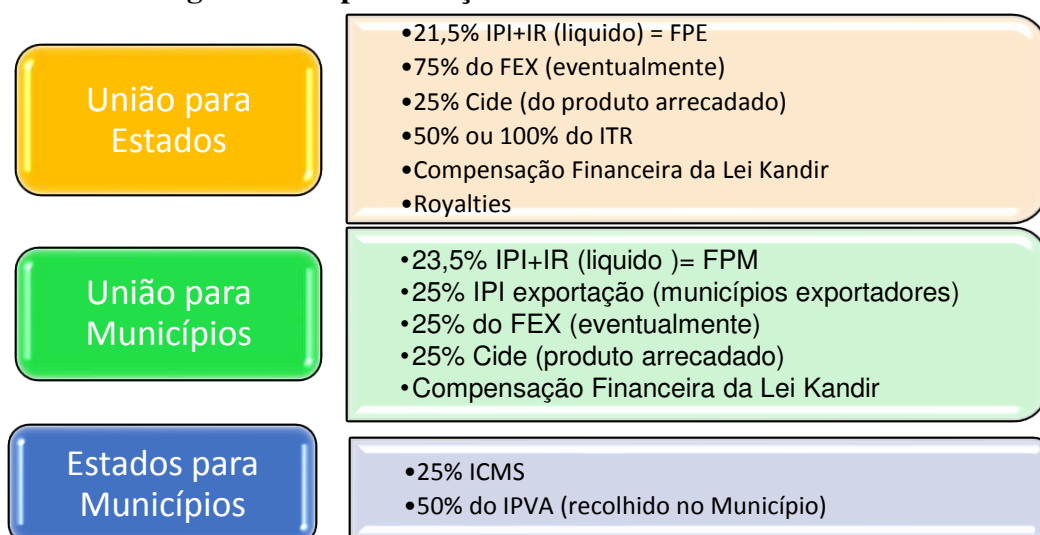 União para
Estados
•21,5% IPI+IR (liquido) = FPE
•75% do FEX (eventualmente)
•25% Cide (do produto arrecadado)
•50% ou 100% do ITR
•Compensação Financeira da Lei Kandir
•Royalties
União para
Municípios
•23,5% IPI+IR (liquido )= FPM
•25% IPI exportação (municípios exportadores)
•25% do FEX (eventualmente)
•25% Cide (produto arrecadado)
•Compensação Financeira da Lei Kandir
Estados para
Municípios
•25% ICMS
•50% do IPVA (recolhido no Município)